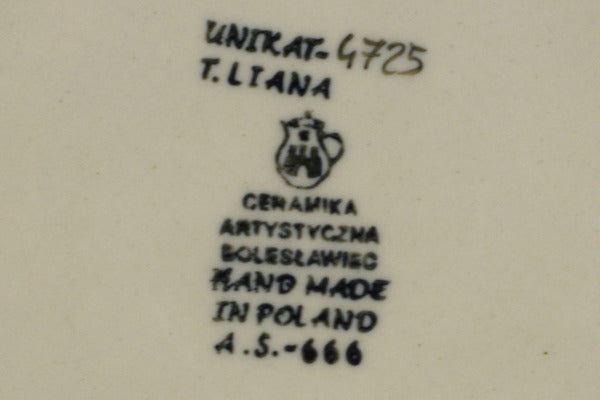 UNIKAT-4725
T. LIANA
CERAMIKA
ARTYSTYCZNA
BOLESŁAWIEC
HAND MADE
IN POLAND
A.S.-666